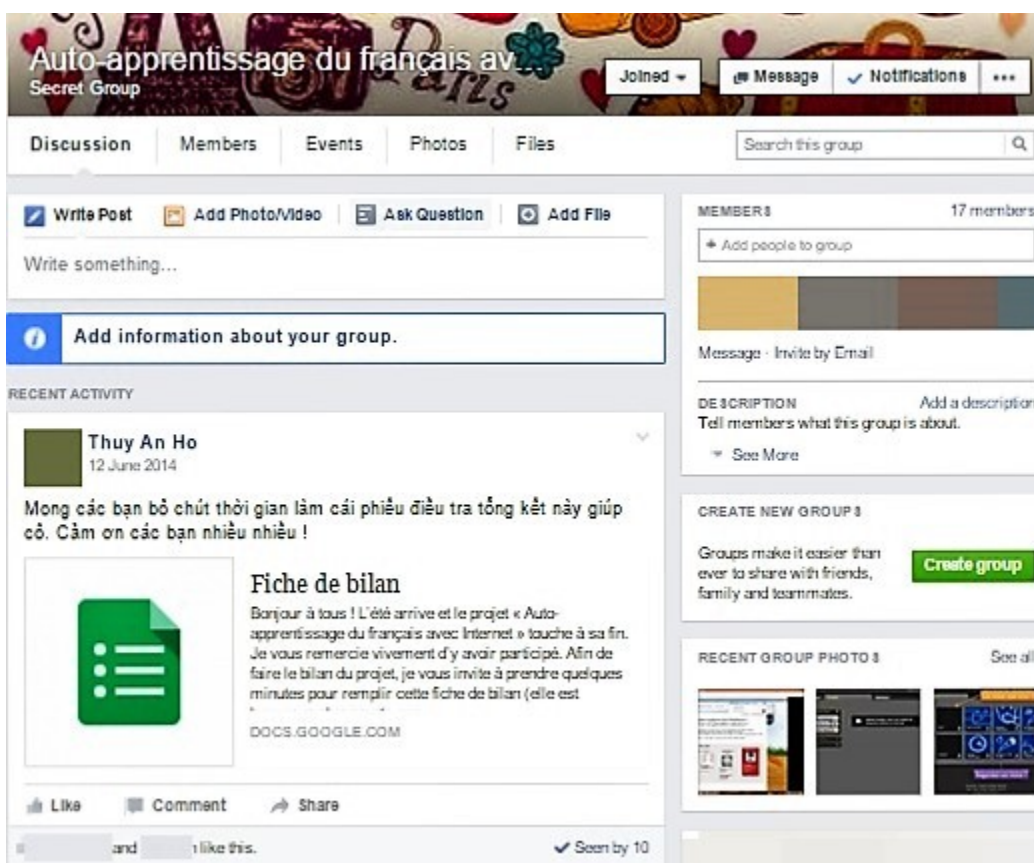 Auto-apprentissage du français av...
Secret Group
Joined
Message
Notifications
Paris
Discussion
Members
Events
Photos
Files
Search this group
Write Post
Add Photo/Video
Ask Question
Add File
Write something...
Add information about your group.
RECENT ACTIVITY
Thuy An Ho
12 June 2014
Mong các bạn bỏ chút thời gian làm cái phiếu điều tra tổng kết này giúp
cô. Cảm ơn các bạn nhiều nhiều !
Fiche de bilan
Bonjour à tous ! L'été arrive et le projet « Auto-
apprentissage du français avec Internet » touche à sa fin.
Je vous remercie vivement d'y avoir participé. Afin de
faire le bilan du projet, je vous invite à prendre quelques
minutes pour remplir cette fiche de bilan (elle est
DOCS.GOOGLE.COM
Like
Comment
Share
and
like this.
Seen by 10
MEMBERS
17 members
+ Add people to group
Message · Invite by Email
DESCRIPTION
Add a description
Tell members what this group is about.
See More
CREATE NEW GROUPS
Groups make it easier than
ever to share with friends,
family and teammates.
Create group
RECENT GROUP PHOTOS
See all